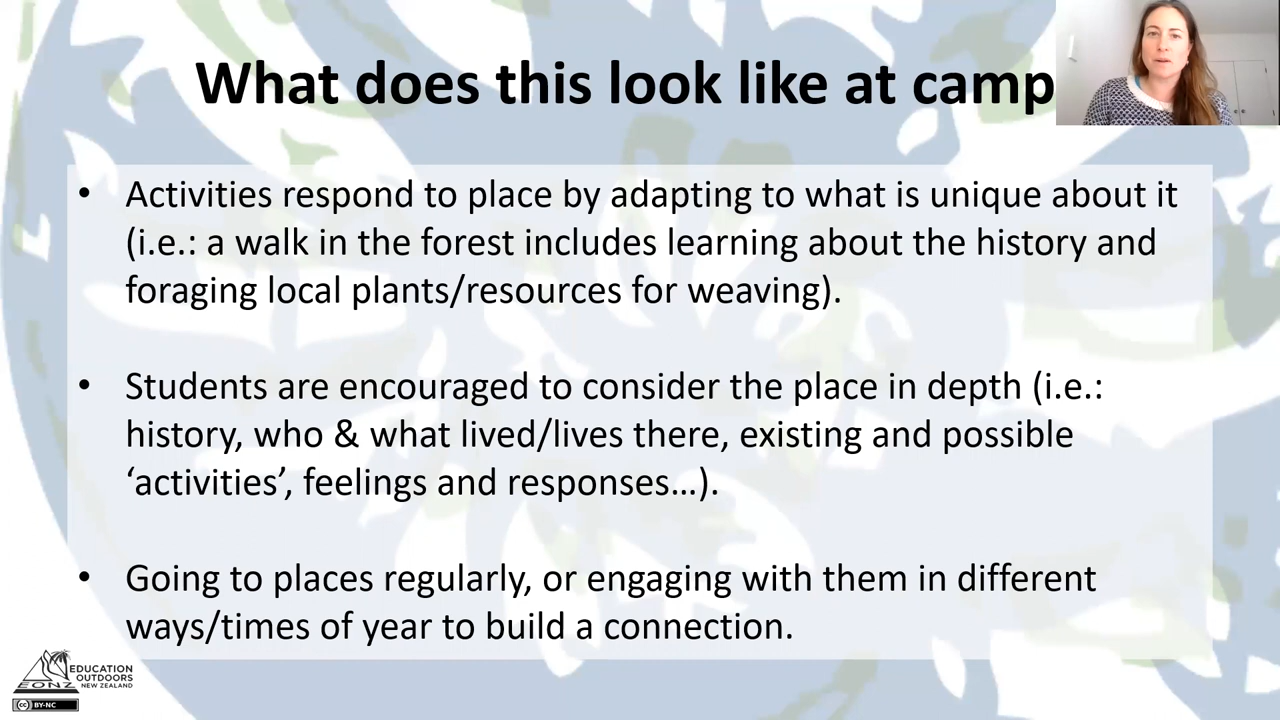 What does this look like at camp
• Activities respond to place by adapting to what is unique about it
(i.e.: a walk in the forest includes learning about the history and
foraging local plants/resources for weaving).
• Students are encouraged to consider the place in depth (i.e.:
history, who & what lived/lives there, existing and possible
‘activities’, feelings and responses…).
• Going to places regularly, or engaging with them in different
ways/times of year to build a connection.
EDUCATION
OUTDOORS
NEW ZEALAND
EONZ
cc BY-NC